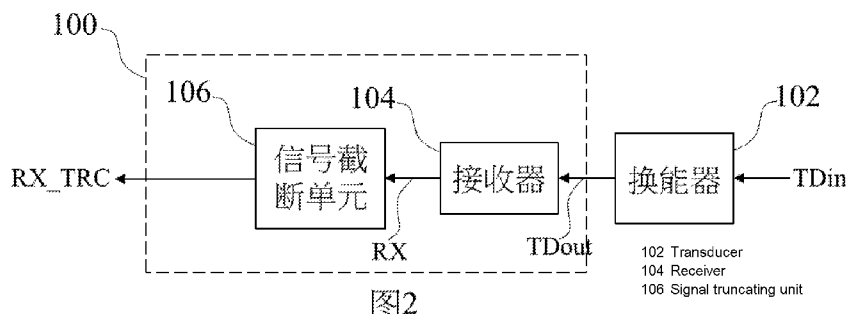 100
106
104
102
信号截
断单元
接收器
换能器
RX_TRC
RX
TDout
TDin
102 Transducer
104 Receiver
106 Signal truncating unit
图2